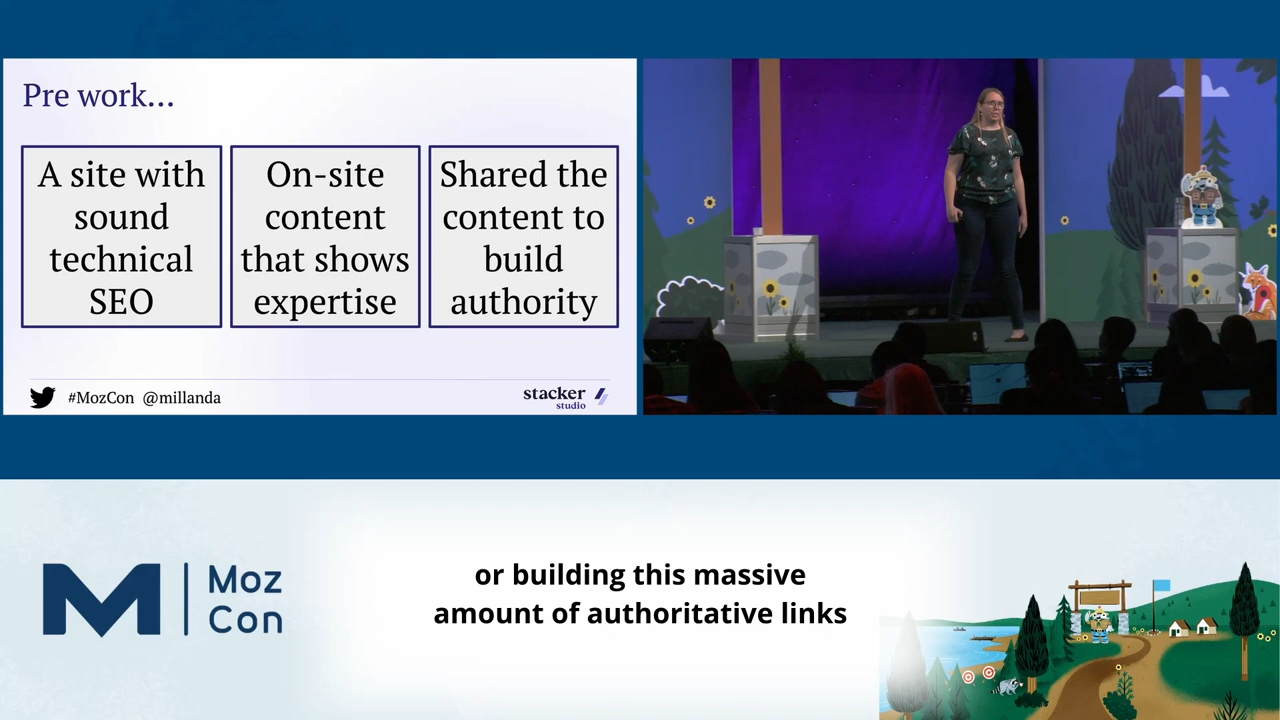 Pre work...
A site with
sound
technical
SEO
On-site
content
that shows
expertise
Shared the
content to
build
authority
#MozCon @millanda
stacker
studio
M | Moz
Con
or building this massive
amount of authoritative links